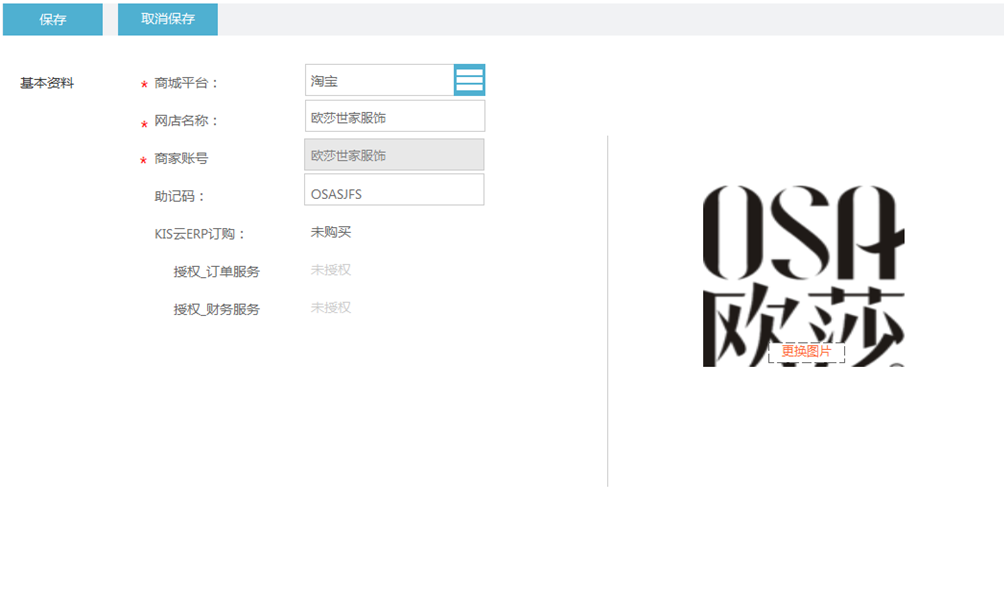 保存 取消保存
基本资料
* 商城平台： 淘宝
* 网店名称： 欧莎世家服饰
* 商家账号 欧莎世家服饰
助记码： OSASJFS
KIS云ERP订购： 未购买
授权_订单服务 未授权
授权_财务服务 未授权
OSA
欧莎
更换图片